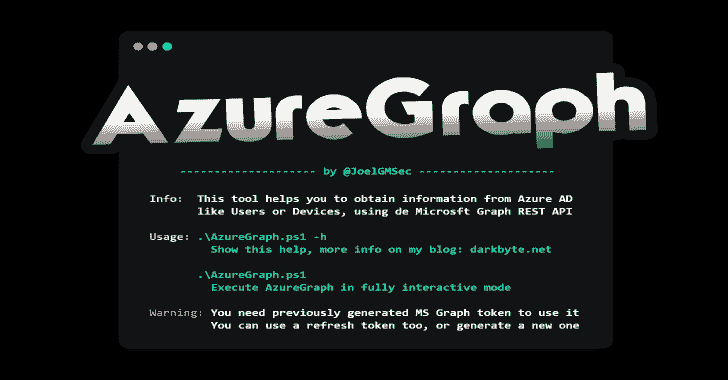 AzureGraph
-------------------- by @JoelGMSec --------------------
Info: This tool helps you to obtain information from Azure AD
like Users or Devices, using de Microsft Graph REST API
Usage: .\AzureGraph.ps1 -h
Show this help, more info on my blog: darkbyte.net
.\AzureGraph.ps1
Execute AzureGraph in fully interactive mode
Warning: You need previously generated MS Graph token to use it
You can use a refresh token too, or generate a new one